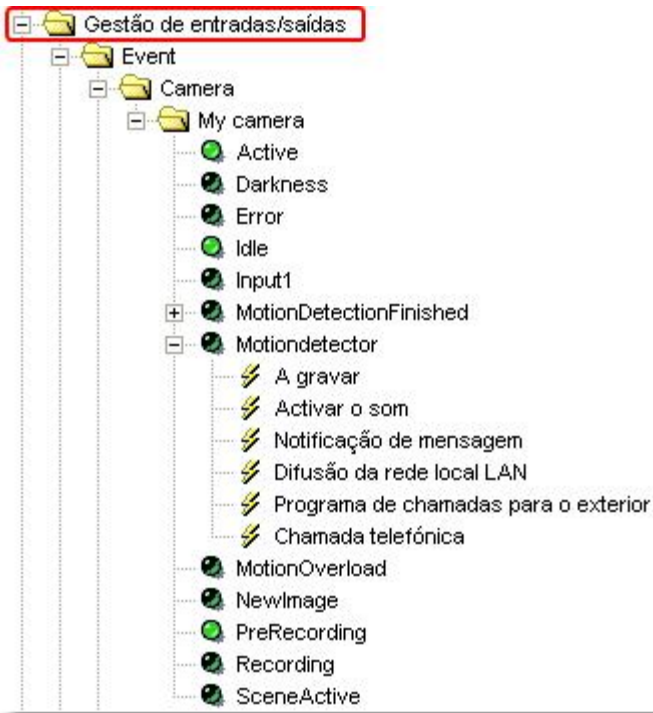 Gestão de entradas/saídas
Event
Camera
My camera
Active
Darkness
Error
Idle
Input1
MotionDetectionFinished
Motiondetector
A gravar
Activar o som
Notificação de mensagem
Difusão da rede local LAN
Programa de chamadas para o exterior
Chamada telefónica
MotionOverload
NewImage
PreRecording
Recording
SceneActive